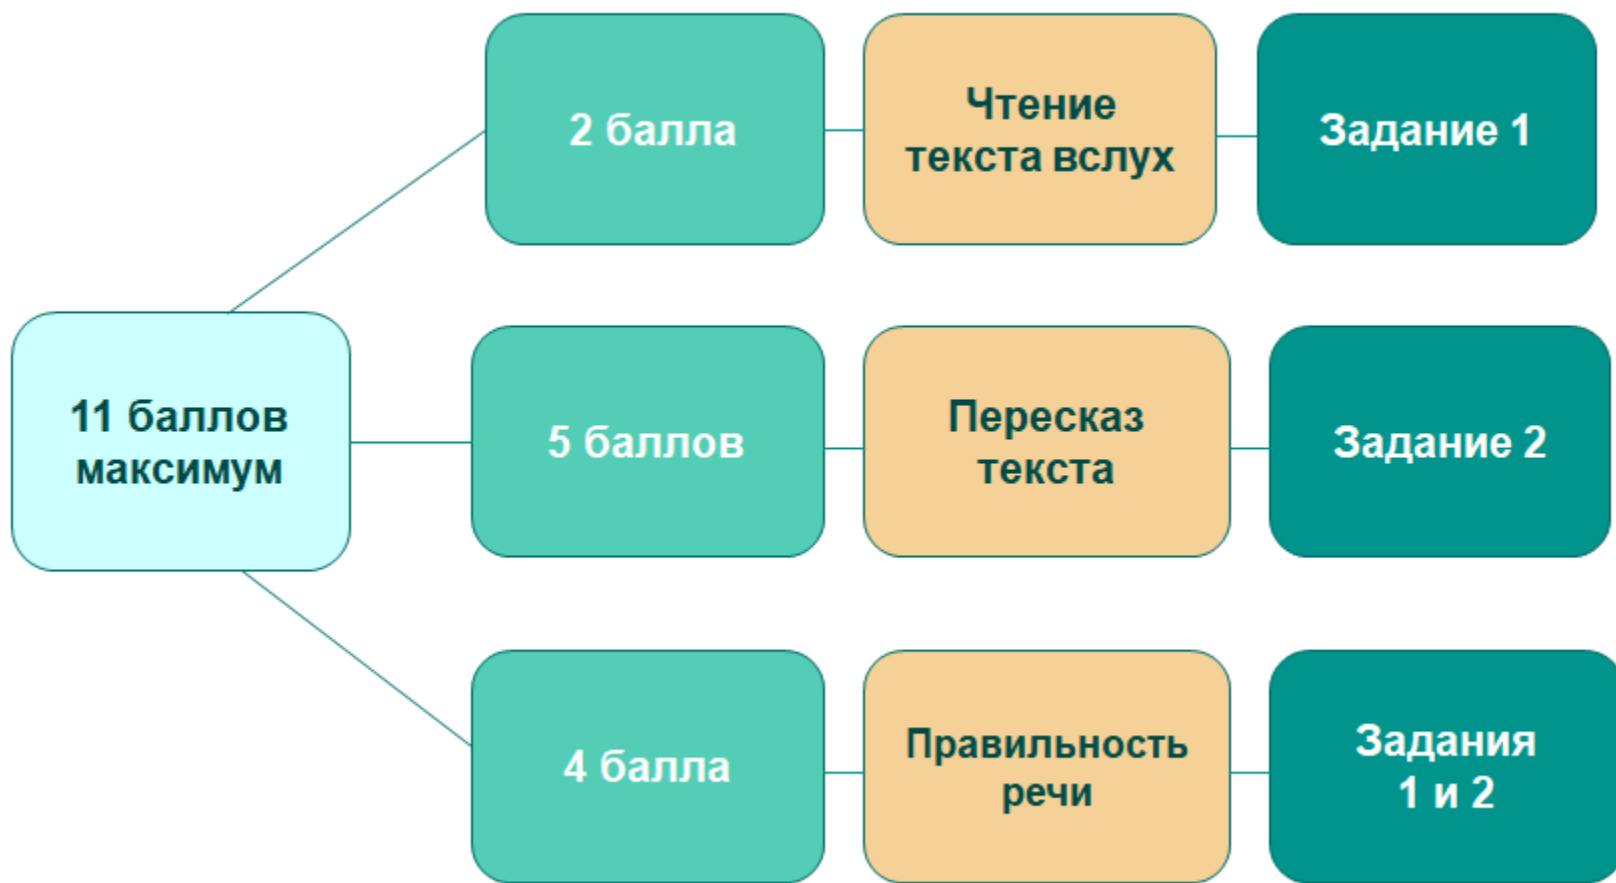 2 балла
Чтение
текста вслух
Задание 1
11 баллов
максимум
5 баллов
Пересказ
текста
Задание 2
4 балла
Правильность
речи
Задания
1 и 2